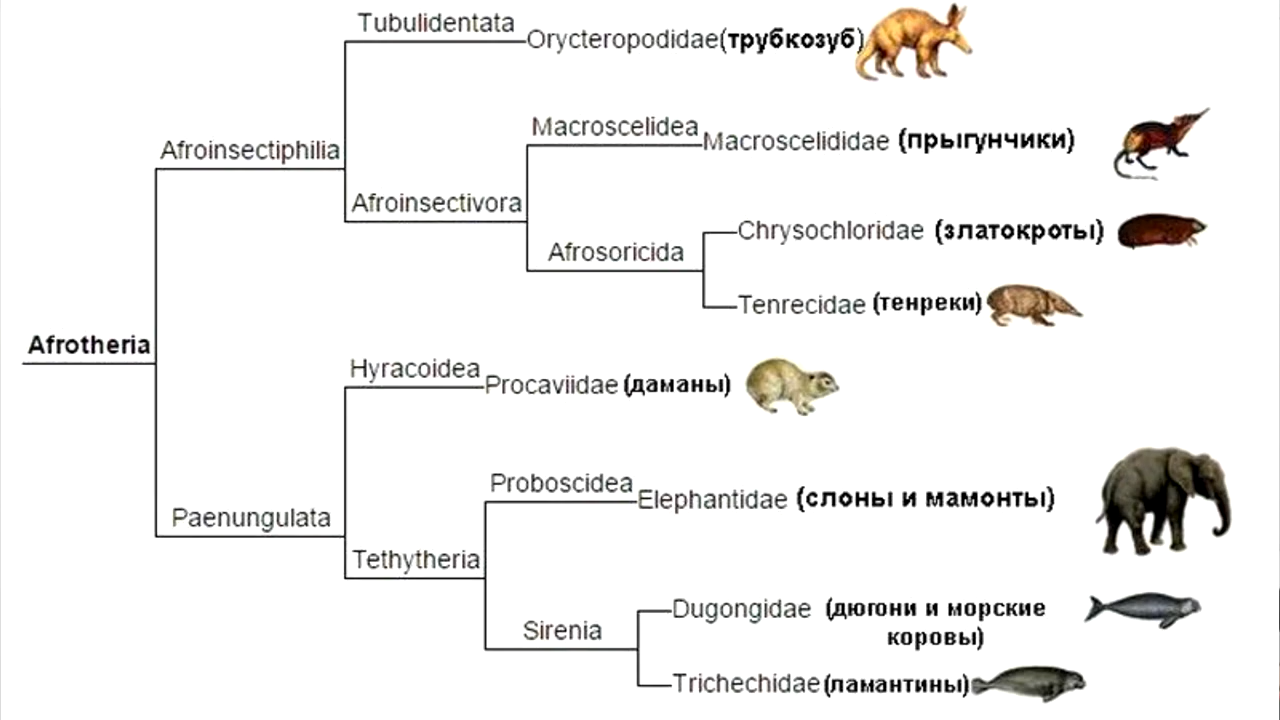 Tubulidentata
Orycteropodidae(трубкозуб)
Macroscelidea
Macroscelididae (прыгунчики)
Afroinsectiphilia
Afroinsectivora
Chrysochloridae (златокроты)
Afrosoricida
Tenrecidae (тенреки)
Afrotheria
Hyracoidea
Procaviidae (даманы)
Proboscidea
Elephantidae (слоны и мамонты)
Paenungulata
Tethytheria
Dugongidae (дюгони и морские
коровы)
Sirenia
Trichechidae (ламантины)